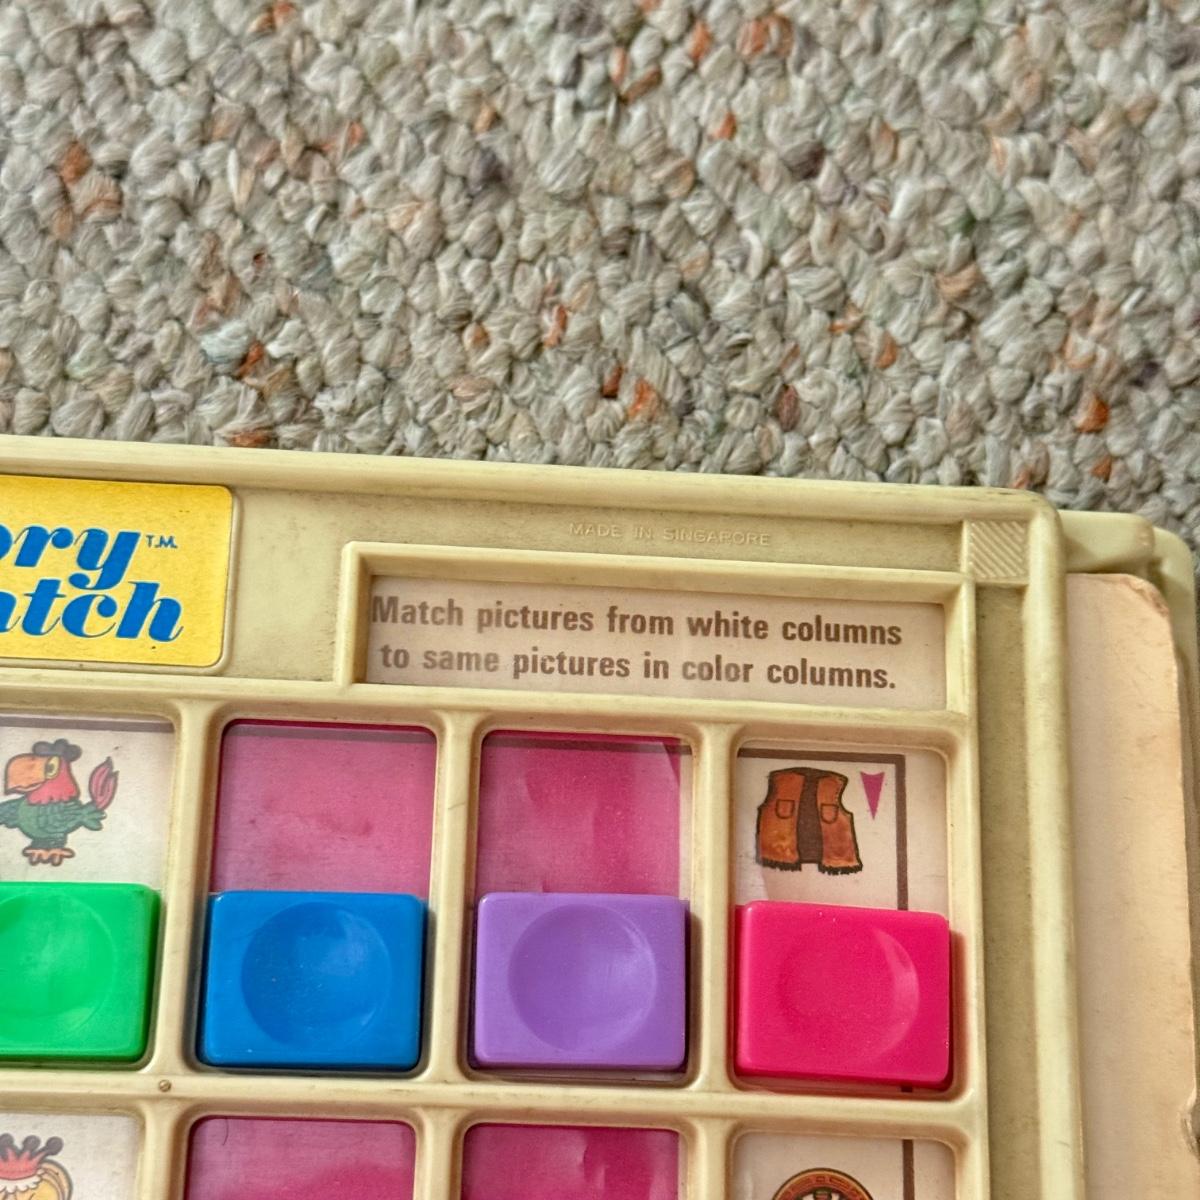 ory™.
atch
MADE IN SINGAPORE
Match pictures from white columns
to same pictures in color columns.